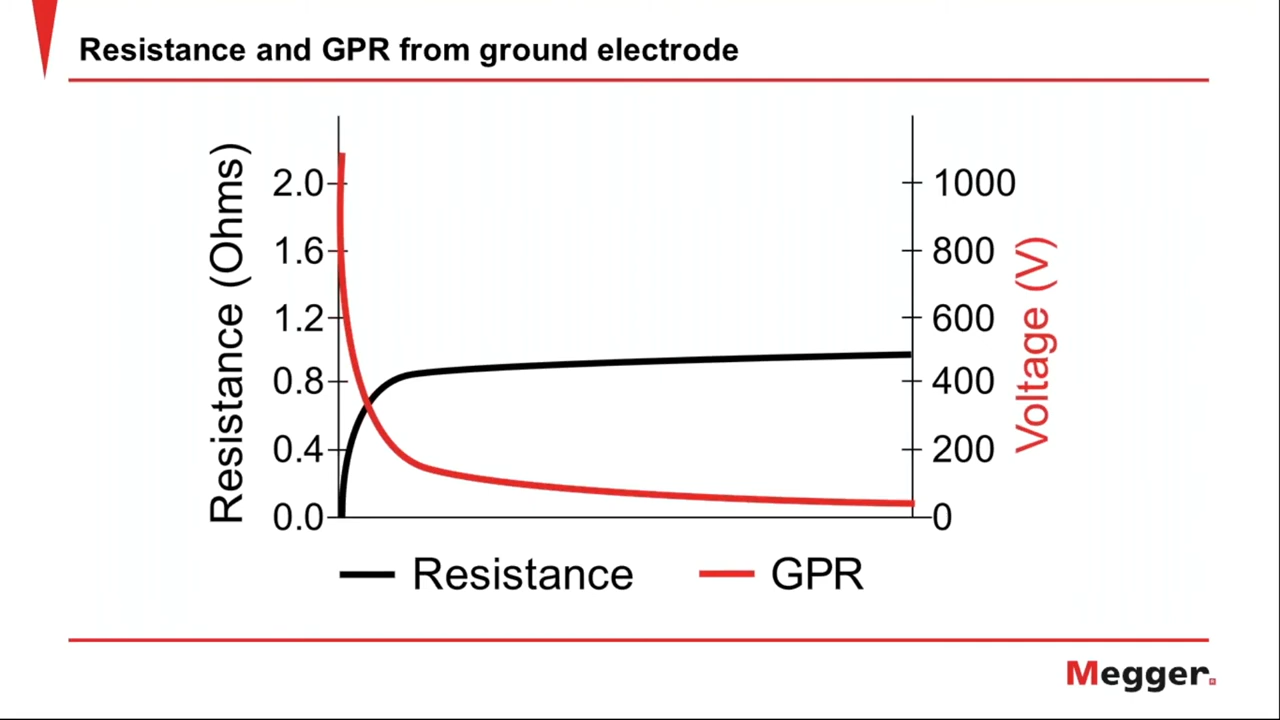 Resistance and GPR from ground electrode
Resistance (Ohms)
2.0
1.6
1.2
0.8
0.4
0.0
1000
800
600
400
200
0
Voltage (V)
Resistance
GPR
Megger